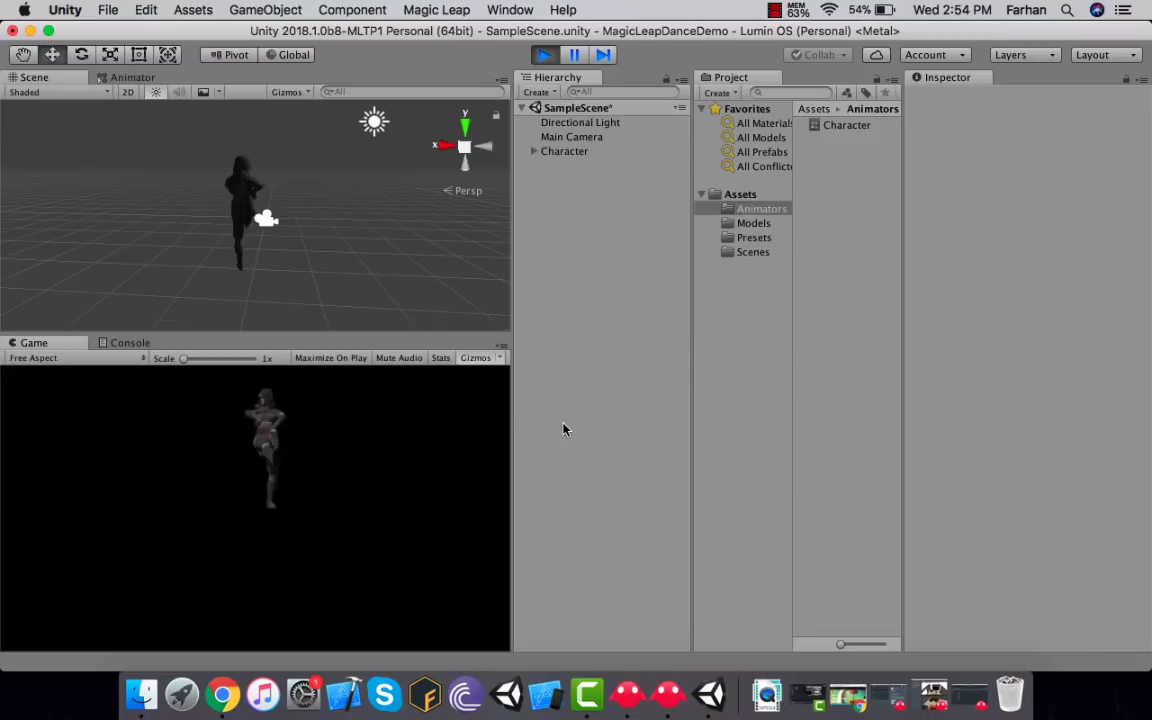 Unity File Edit Assets GameObject Component Magic Leap Window Help MEM 63% 54% Wed 2:54 PM Farhan
Unity 2018.1.0b8-MLTP1 Personal (64bit) - SampleScene.unity - MagicLeapDanceDemo - Lumin OS (Personal) <Metal>
Pivot Global Collab Account Layers Layout
Scene Animator Hierarchy Project Inspector
Shaded 2D Gizmos All Create All Create
SampleScene* Favorites Assets Animators
Directional Light All Materials Character
Main Camera All Models
Character All Prefabs
All Conflicte
y
x
Persp
Assets
Animators
Models
Presets
Scenes
Game Console
Free Aspect Scale 1x Maximize On Play Mute Audio Stats Gizmos
1